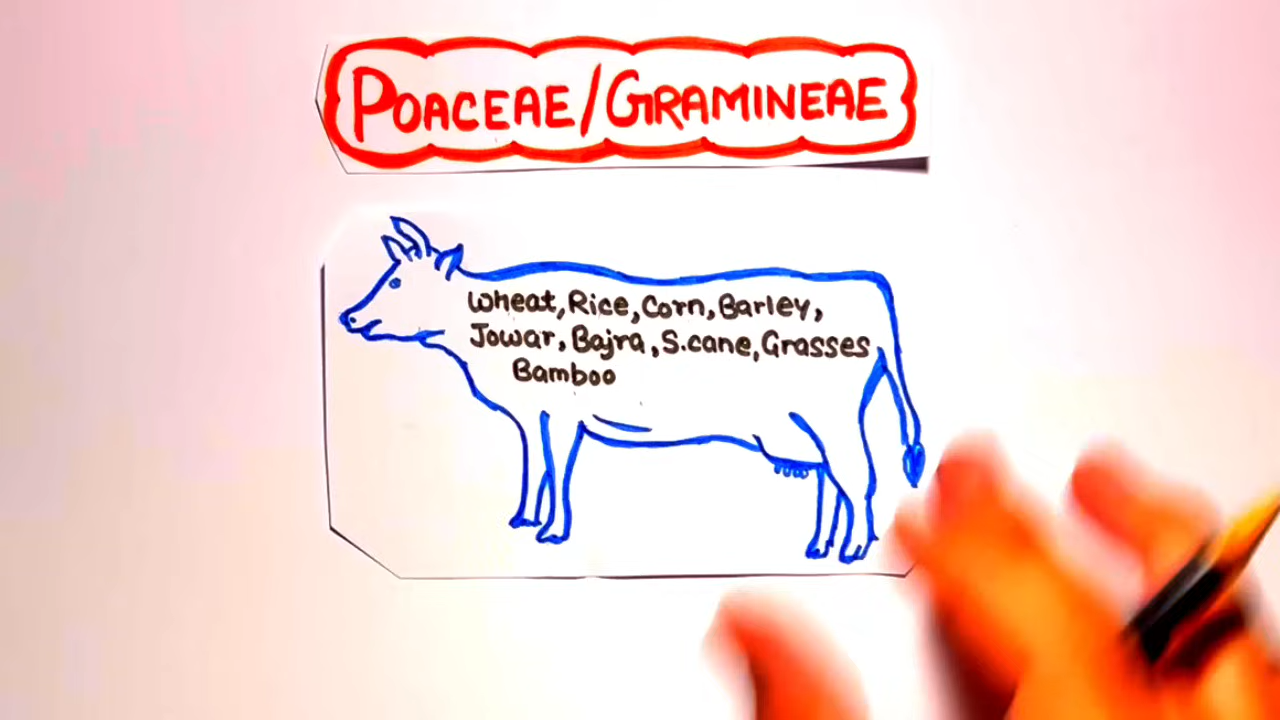 POACEAE/GRAMINEAE
Wheat, Rice, Corn, Barley,
Jowar, Bajra, S.cane, Grasses
Bamboo